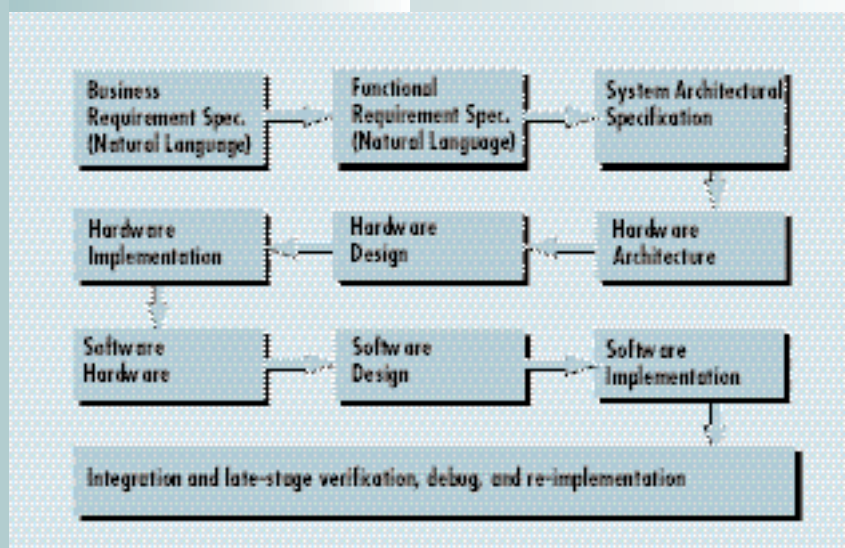 Business
Requirement Spec.
(Natural Language)
Functional
Requirement Spec.
(Natural Language)
System Architectural
Specification
Hardware
Implementation
Hardware
Design
Hardware
Architecture
Software
Hardware
Software
Design
Software
Implementation
Integration and late-stage verification, debug, and re-implementation